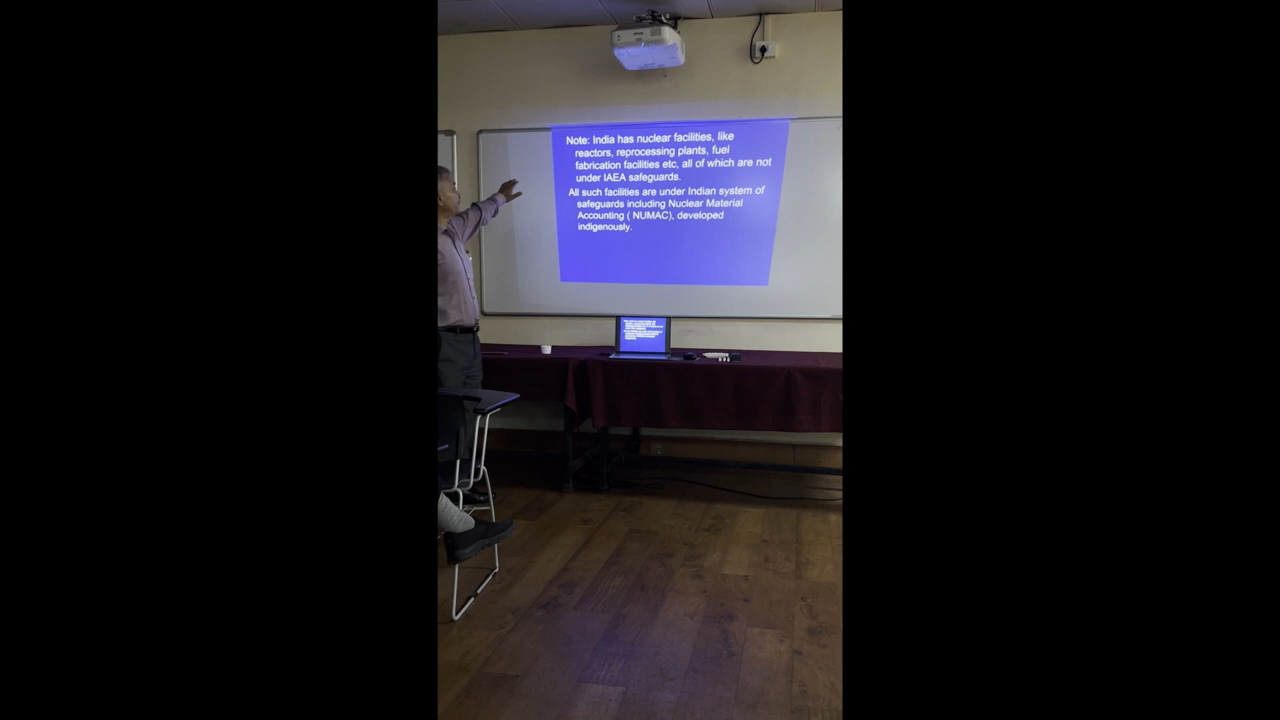 Note: India has nuclear facilities, like
reactors, reprocessing plants, fuel
fabrication facilities etc, all of which are not
under IAEA safeguards.
All such facilities are under Indian system of
safeguards including Nuclear Material
Accounting ( NUMAC), developed
indigenously.